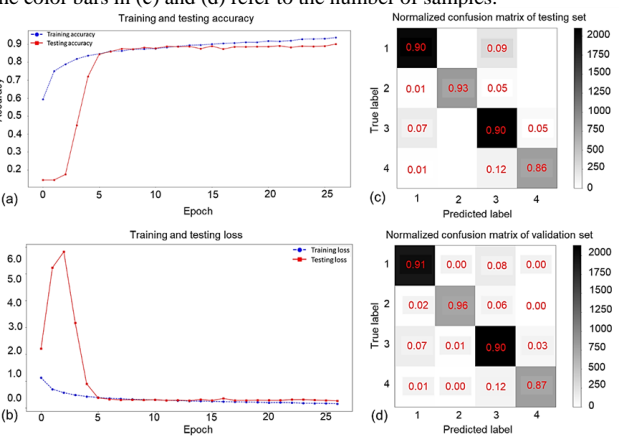 the color bars in (c) and (d) refer to the number of samples.
Training and testing accuracy
Training accuracy
Testing accuracy
0.9
0.8
0.7
0.6
0.5
0.4
0.3
0.2
Accuracy
0 5 10 15 20 25
Epoch
(a)
Normalized confusion matrix of testing set
True label
1 0.90 0.09
2 0.01 0.93 0.05
3 0.07 0.90 0.05
4 0.01 0.12 0.86
1 2 3 4
Predicted label
2000
1750
1500
1250
1000
750
500
250
0
(c)
Training and testing loss
Training loss
Testing loss
6.0
5.0
4.0
3.0
2.0
1.0
0.0
0 5 10 15 20 25
Epoch
(b)
Normalized confusion matrix of validation set
True label
1 0.91 0.00 0.08 0.00
2 0.02 0.96 0.06 0.00
3 0.07 0.01 0.90 0.03
4 0.01 0.00 0.12 0.87
1 2 3 4
Predicted label
2000
1750
1500
1250
1000
750
500
250
0
(d)